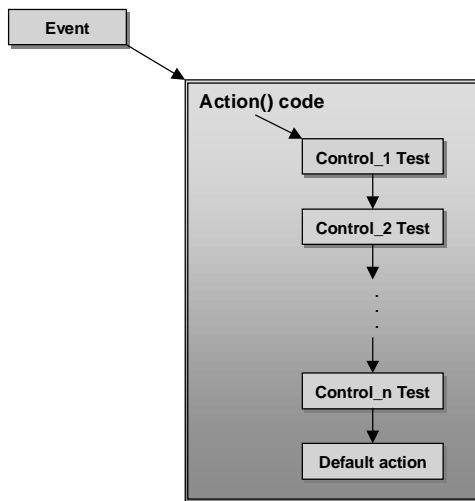 Event
Action() code
Control_1 Test
Control_2 Test
.
.
.
Control_n Test
Default action